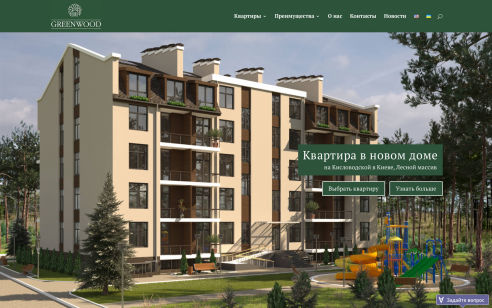 GREENWOOD
Квартиры Преимущества О нас Контакты Новости
Квартира в новом доме
на Кисловодской в Киеве, Лесной массив
Выбрать квартиру Узнать больше
Задайте вопрос